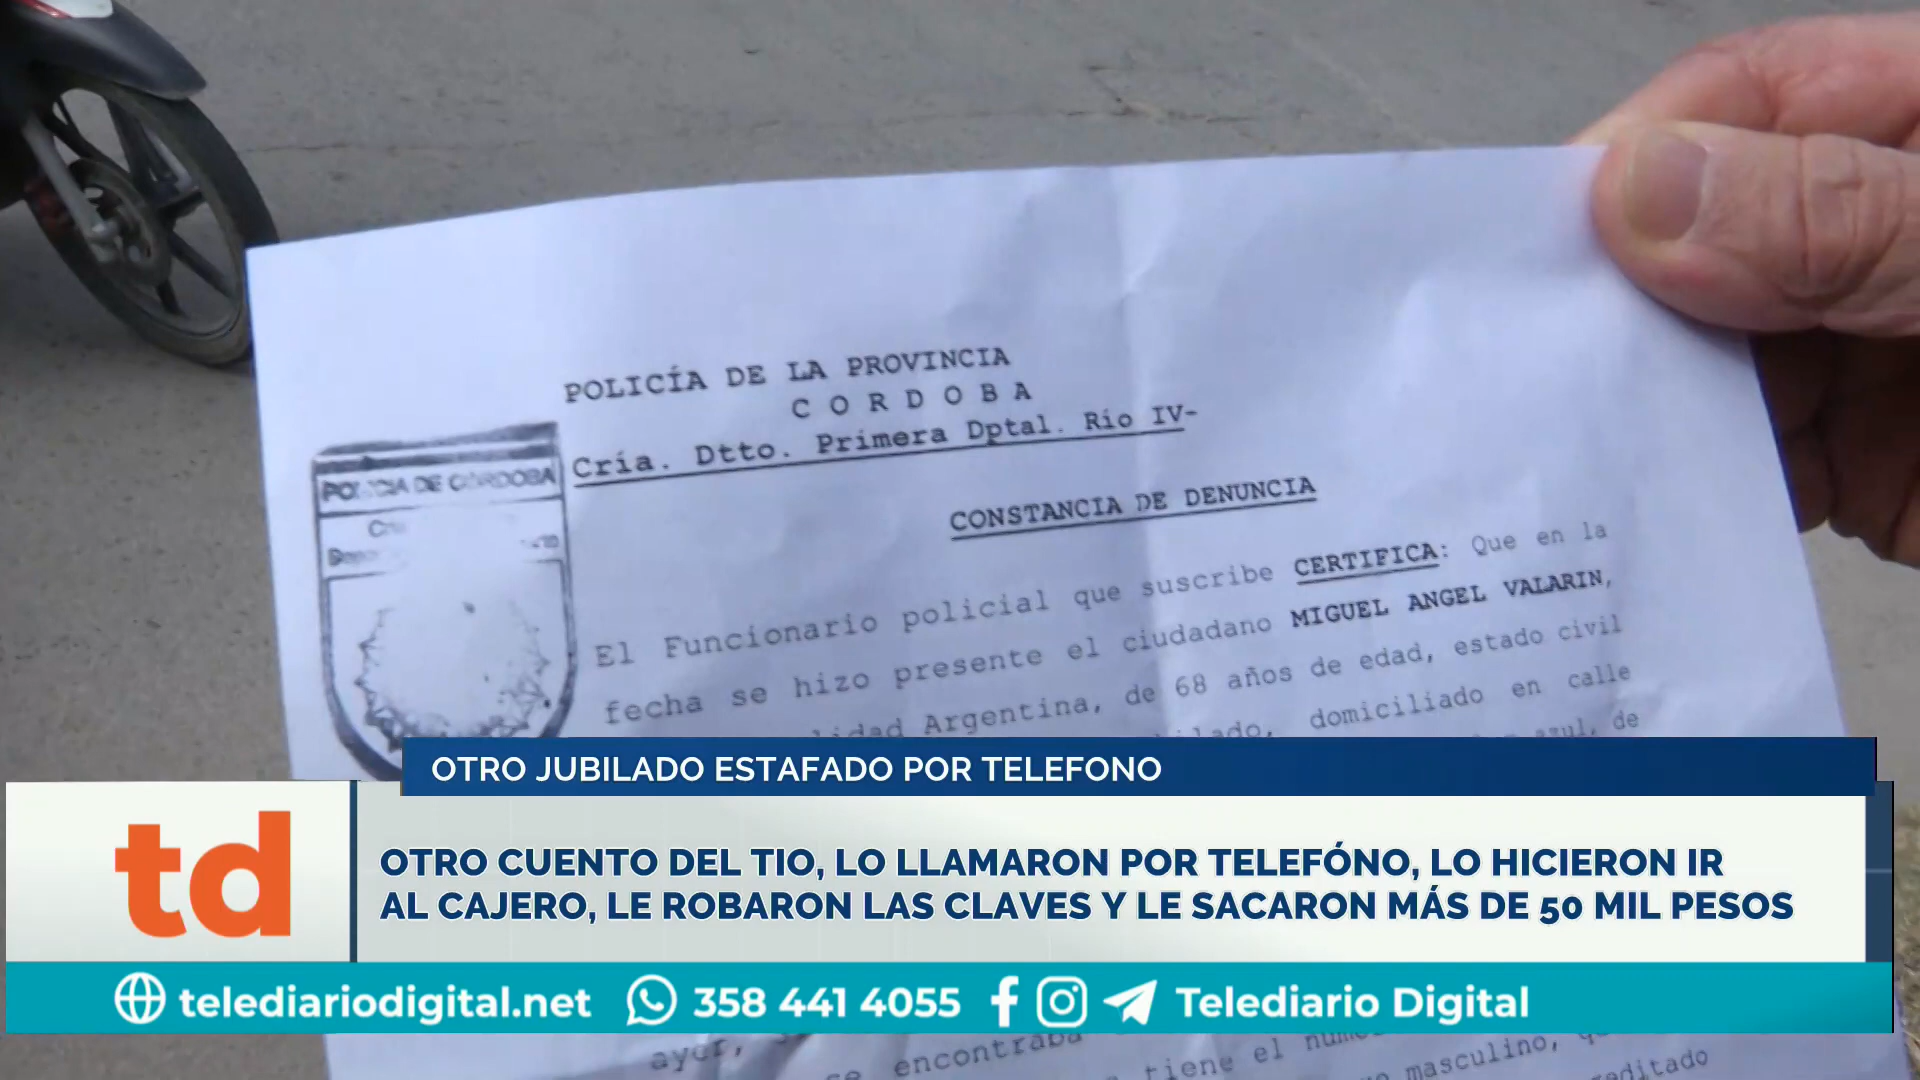 POLICÍA DE LA PROVINCIA
C O R D O B A
Cría. Dtto. Primera Dptal. Río IV-
POLICIA DE CORDOBA
CONSTANCIA DE DENUNCIA
El Funcionario policial que suscribe CERTIFICA: Que en la
fecha se hizo presente el ciudadano MIGUEL ANGEL VALARIN,
Argentina, de 68 años de edad, estado civil
domiciliado en calle
azul, de
OTRO JUBILADO ESTAFADO POR TELEFONO
td
OTRO CUENTO DEL TIO, LO LLAMARON POR TELEFÓNO, LO HICIERON IR
AL CAJERO, LE ROBARON LAS CLAVES Y LE SACARON MÁS DE 50 MIL PESOS
telediariodigital.net 358 441 4055 Telediario Digital
ayer, encontraba
tiene el
masculino,